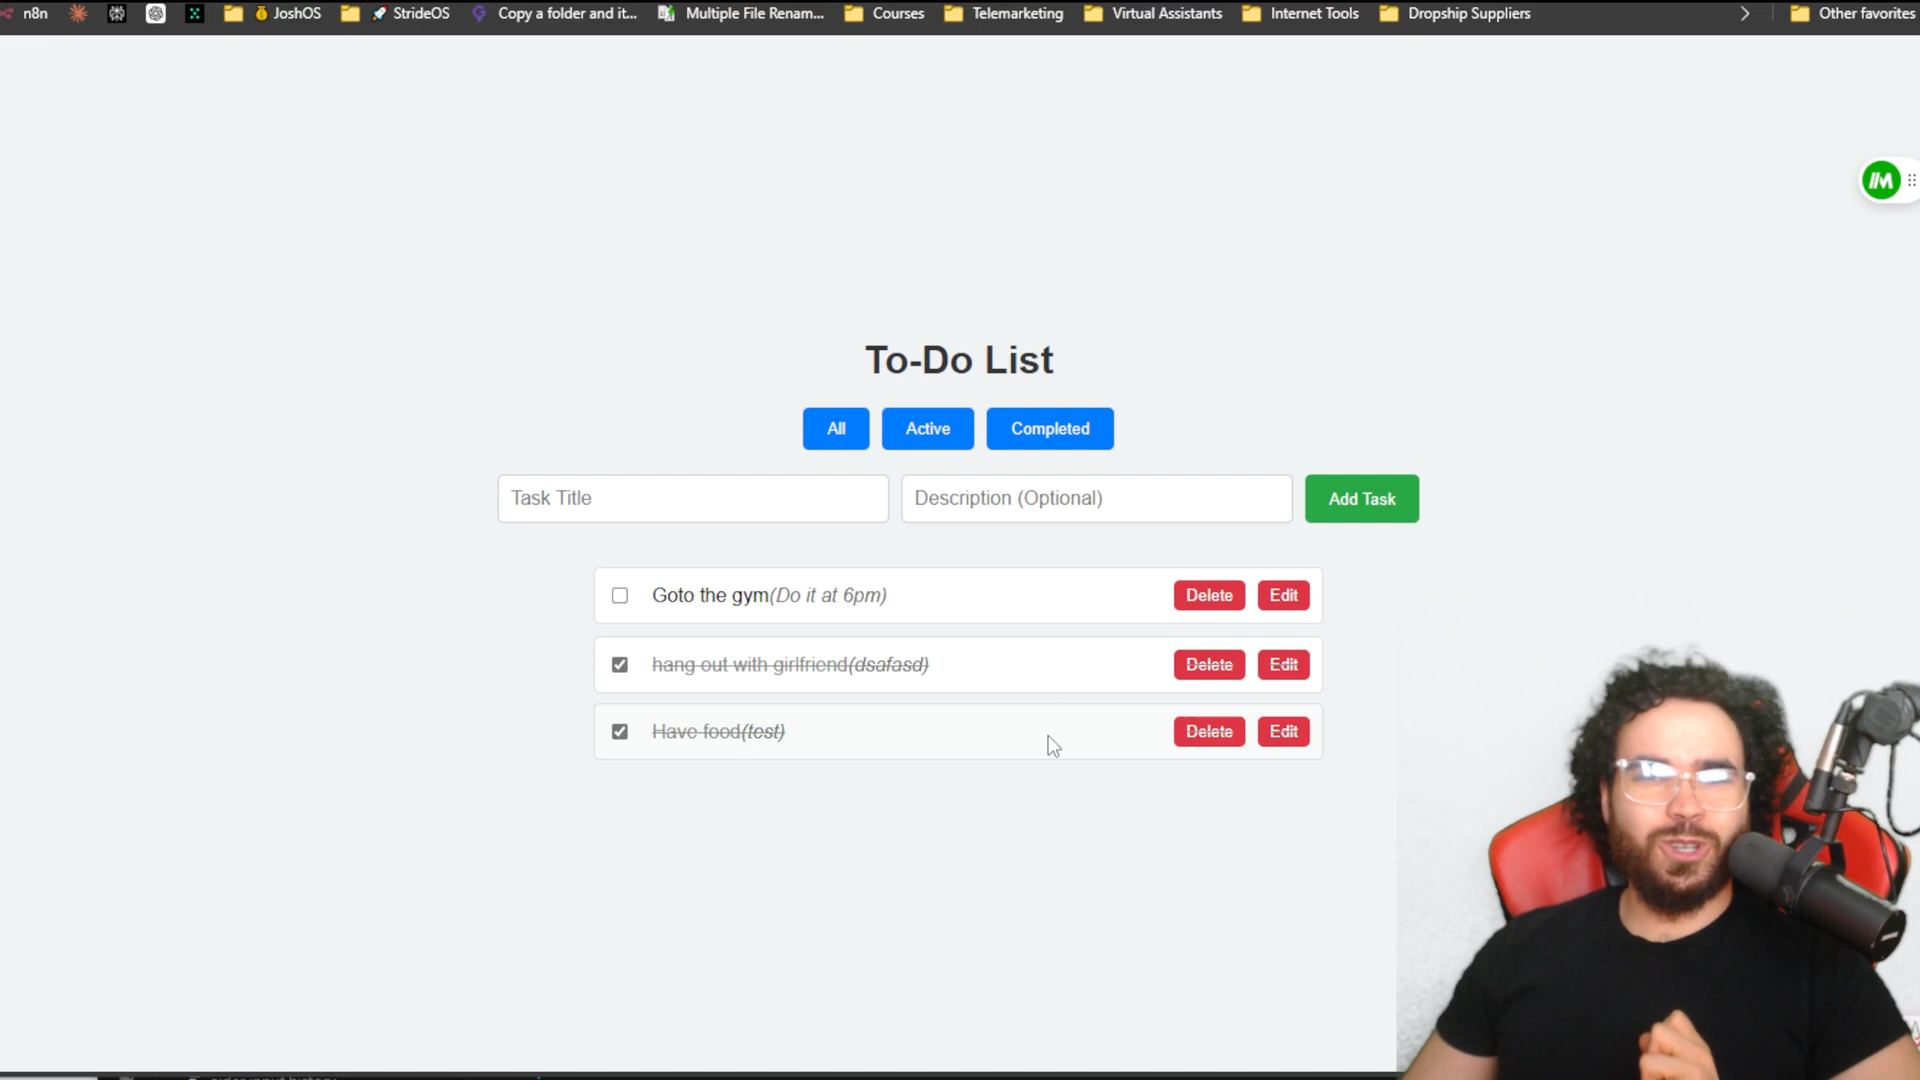 n8n JoshOS StrideOS Copy a folder and it... Multiple File Renam... Courses Telemarketing Virtual Assistants Internet Tools Dropship Suppliers Other favorites
To-Do List
All Active Completed
Task Title Description (Optional) Add Task
Goto the gym(Do it at 6pm) Delete Edit
hang out with girlfriend(dsafasd) Delete Edit
Have food(test) Delete Edit